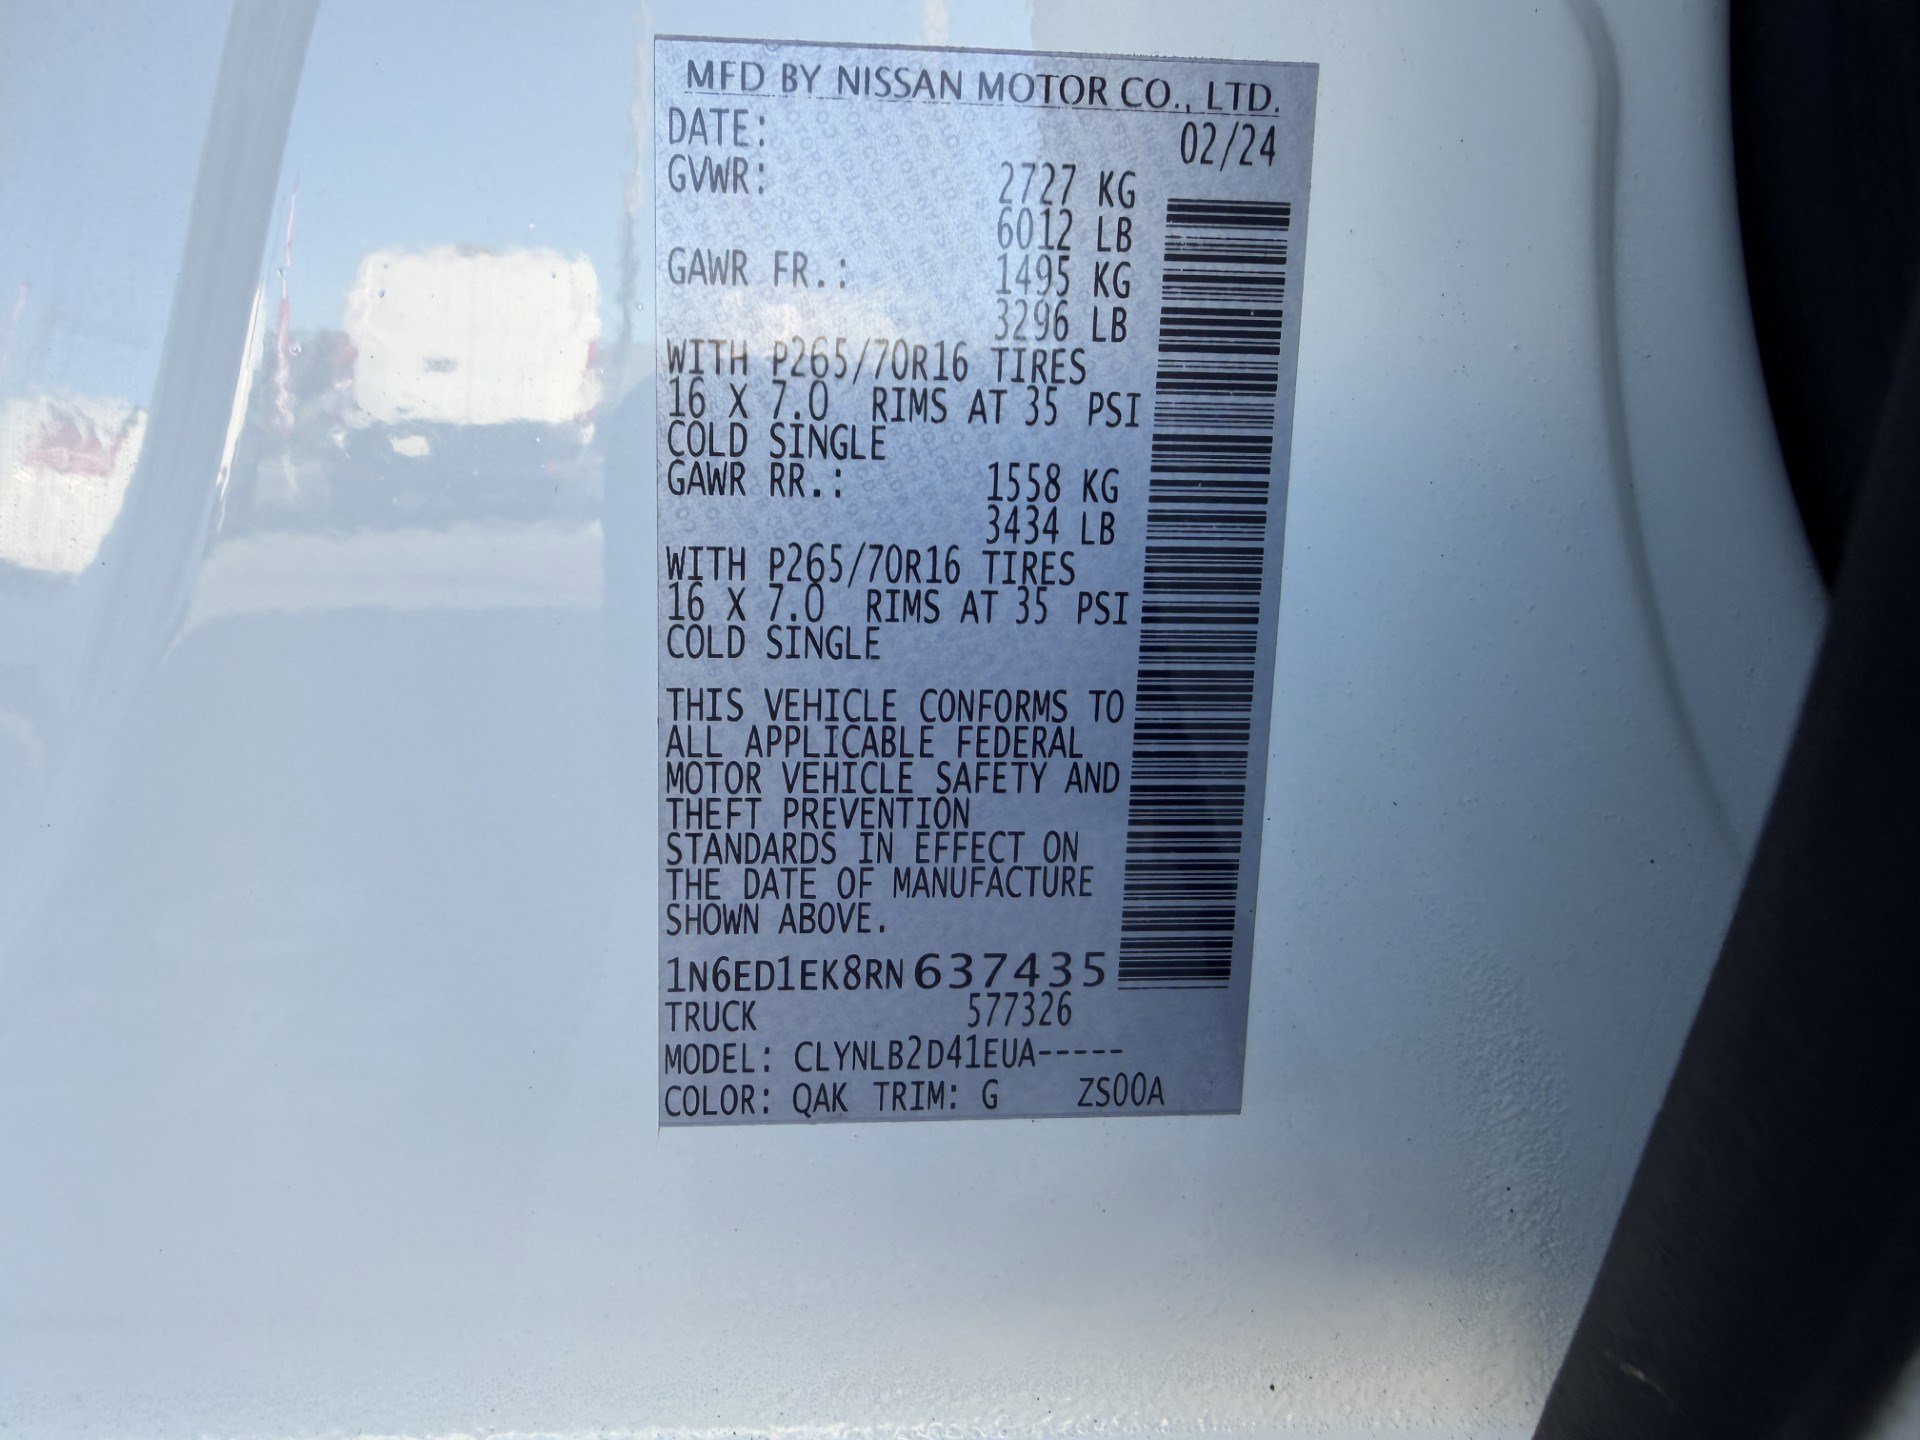 MFD BY NISSAN MOTOR CO., LTD.
DATE: 02/24
GVWR: 2727 KG
6012 LB
GAWR FR.: 1495 KG
3296 LB
WITH P265/70R16 TIRES
16 X 7.0 RIMS AT 35 PSI
COLD SINGLE
GAWR RR.: 1558 KG
3434 LB
WITH P265/70R16 TIRES
16 X 7.0 RIMS AT 35 PSI
COLD SINGLE
THIS VEHICLE CONFORMS TO
ALL APPLICABLE FEDERAL
MOTOR VEHICLE SAFETY AND
THEFT PREVENTION
STANDARDS IN EFFECT ON
THE DATE OF MANUFACTURE
SHOWN ABOVE.
1N6ED1EK8RN637435
TRUCK 577326
MODEL: CLYNLB2D41EUA-----
COLOR: QAK TRIM: G ZS00A